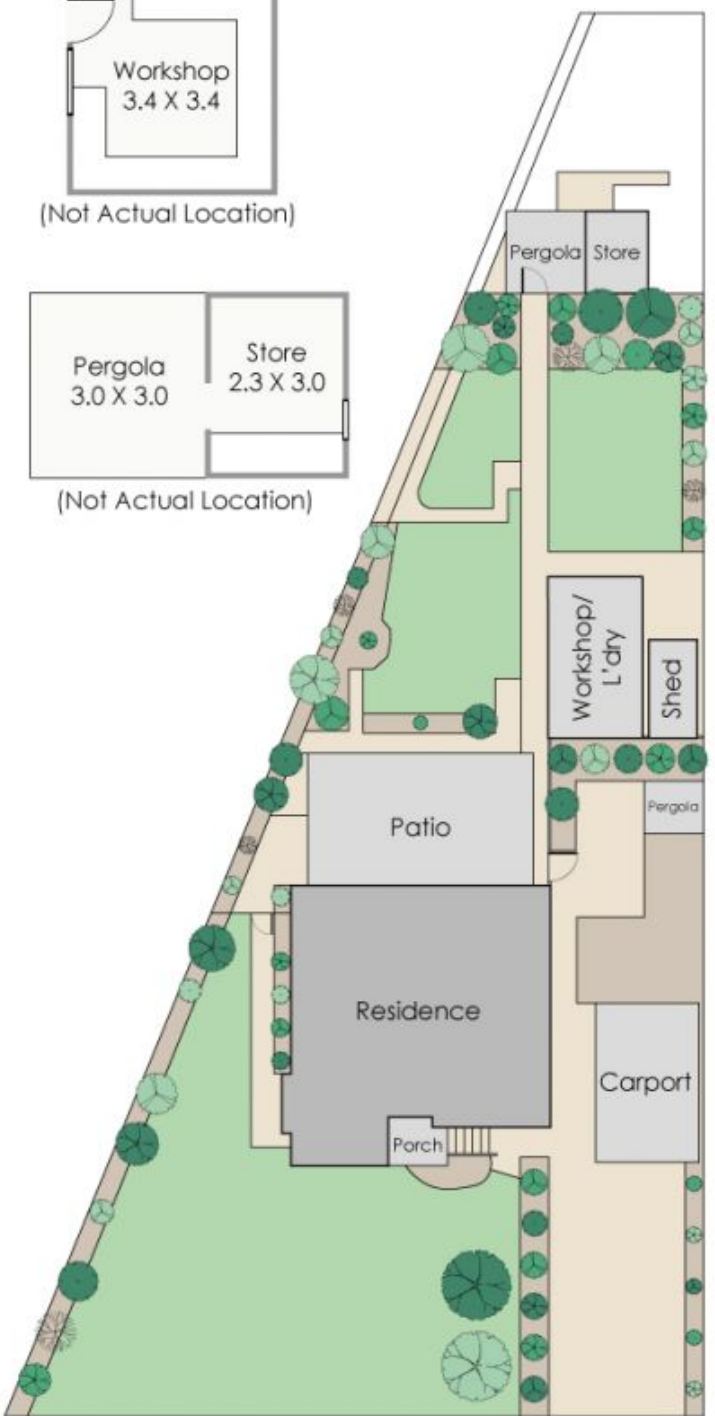 Workshop
3.4 X 3.4
(Not Actual Location)
Pergola
3.0 X 3.0
Store
2.3 X 3.0
(Not Actual Location)
Pergola
Store
Workshop/
L'dry
Shed
Pergola
Patio
Residence
Carport
Porch